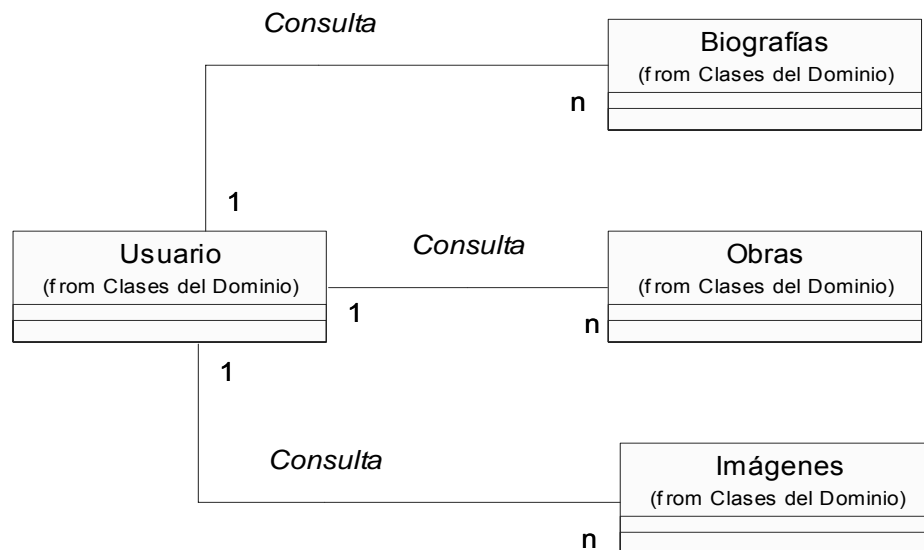 Consulta
Biografías
(from Clases del Dominio)
n
1
Usuario
(from Clases del Dominio)
Consulta
Obras
(from Clases del Dominio)
1
n
1
Consulta
Imágenes
(from Clases del Dominio)
n